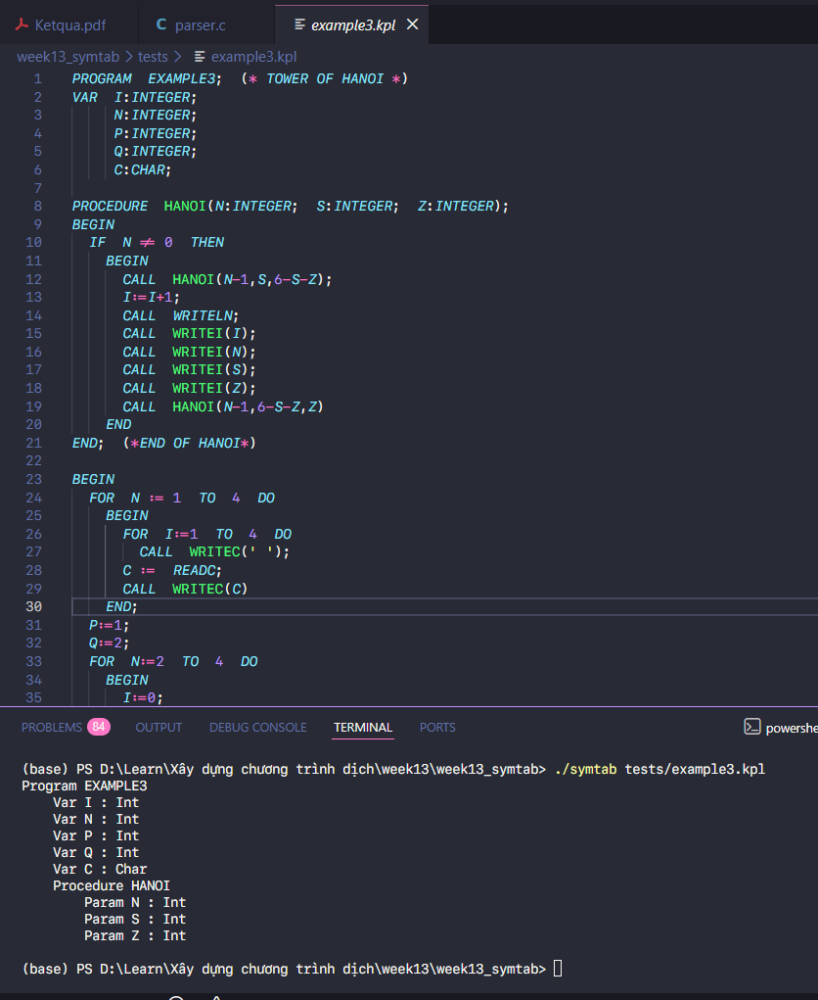 Ketqua.pdf
parser.c
example3.kpl
week13_symtab > tests > example3.kpl
1 PROGRAM EXAMPLE3; (* TOWER OF HANOI *)
2 VAR I:INTEGER;
3 N:INTEGER;
4 P:INTEGER;
5 Q:INTEGER;
6 C:CHAR;
7
8 PROCEDURE HANOI(N:INTEGER; S:INTEGER; Z:INTEGER);
9 BEGIN
10 IF N != 0 THEN
11 BEGIN
12 CALL HANOI(N-1,S,6-S-Z);
13 I:=I+1;
14 CALL WRITELN;
15 CALL WRITEI(I);
16 CALL WRITEI(N);
17 CALL WRITEI(S);
18 CALL WRITEI(Z);
19 CALL HANOI(N-1,6-S-Z,Z)
20 END
21 END; (*END OF HANOI*)
22
23 BEGIN
24 FOR N := 1 TO 4 DO
25 BEGIN
26 FOR I:=1 TO 4 DO
27 CALL WRITEC(' ');
28 C := READC;
29 CALL WRITEC(C)
30 END;
31 P:=1;
32 Q:=2;
33 FOR N:=2 TO 4 DO
34 BEGIN
35 I:=0;
PROBLEMS 84 OUTPUT DEBUG CONSOLE TERMINAL PORTS powershe
(base) PS D:\Learn\Xây dựng chương trình dịch\week13\week13_symtab> ./symtab tests/example3.kpl
Program EXAMPLE3
Var I : Int
Var N : Int
Var P : Int
Var Q : Int
Var C : Char
Procedure HANOI
Param N : Int
Param S : Int
Param Z : Int
(base) PS D:\Learn\Xây dựng chương trình dịch\week13\week13_symtab>